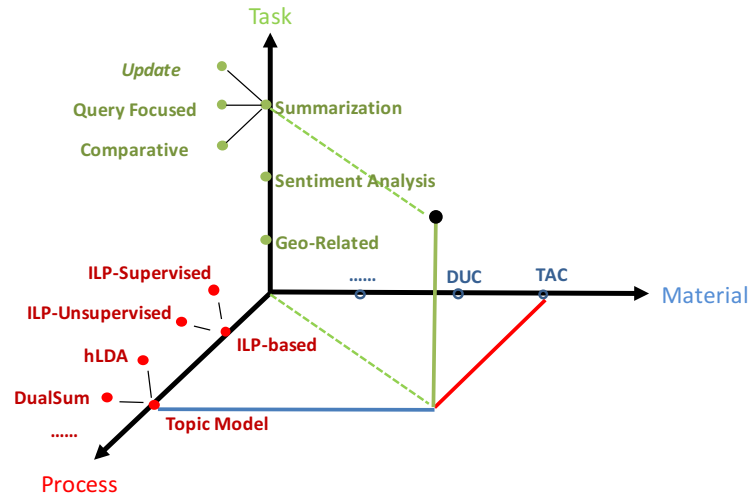 Task
Update
Query Focused
Summarization
Comparative
Sentiment Analysis
Geo-Related
ILP-Supervised
......
DUC
TAC
Material
ILP-Unsupervised
ILP-based
hLDA
DualSum
Topic Model
......
Process